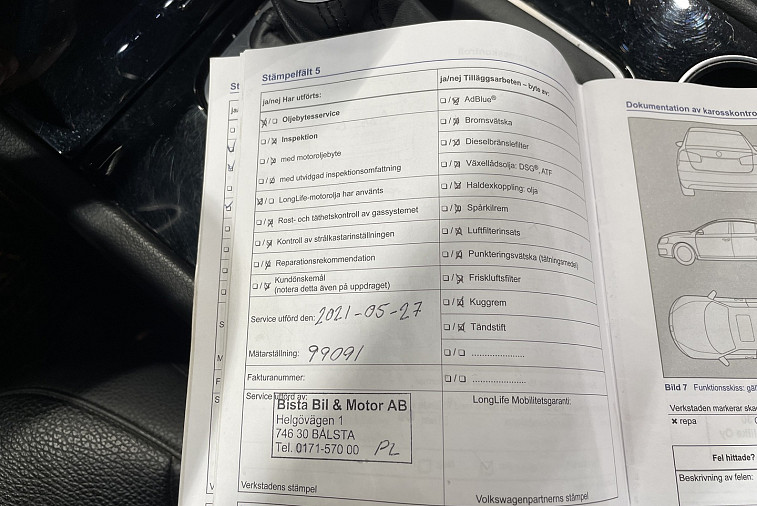 Stämpelfält 5
ja/nej Har utförts:
Oljebytesservice
Inspektion
med motoroljebyte
med utvidgad inspektionsomfattning
LongLife-motorolja har använts
Rost- och täthetskontroll av gassystemet
Kontroll av strålkastarinställningen
Reparationsrekommendation
Kundönskemål
(notera detta även på uppdraget)
Service utförd den: 2021-05-27
Mätarställning: 99091
Fakturanummer:
Service utförd av:
Bista Bil & Motor AB
Helgövägen 1
746 30 BÅLSTA
Tel. 0171-570 00 PL
Verkstadens stämpel
ja/nej Tilläggsarbeten – byte av:
AdBlue®
Bromsvätska
Dieselbränslefilter
Växellådsolja: DSG®, ATF
Haldexkoppling: olja
Spårkilrem
Luftfilterinsats
Punkteringsvätska (tätningsmedel)
Friskluftsfilter
Kuggrem
Tändstift
.....................
.....................
LongLife Mobilitetsgaranti:
Volkswagenpartnerns stämpel
Dokumentation av karosskontro
Bild 7 Funktionsskiss: gäl
Verkstaden markerar ska
× repa
Fel hittade?
Beskrivning av felen: